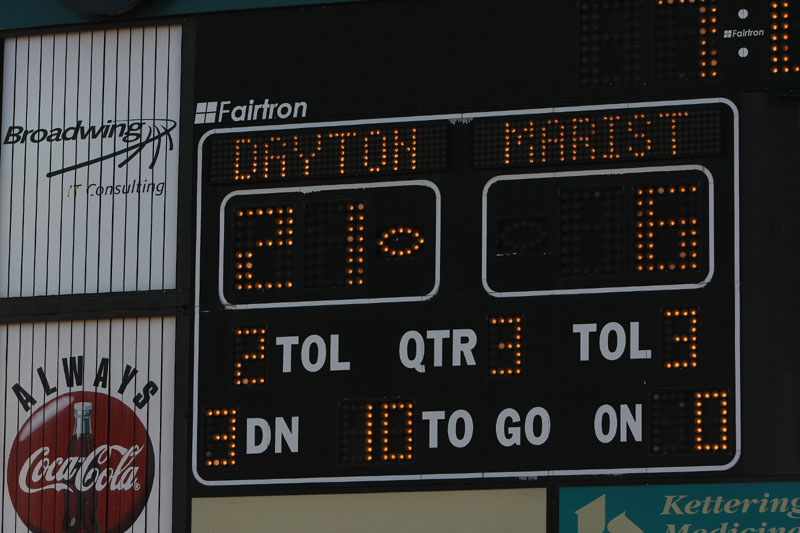 Fairtron
Broadwing
IT Consulting
Fairtron
DAYTON MARIST
21 6
2 TOL QTR 3 TOL 3
3 DN 10 TO GO ON 0
ALWAYS
Coca-Cola
Kettering
Medicine